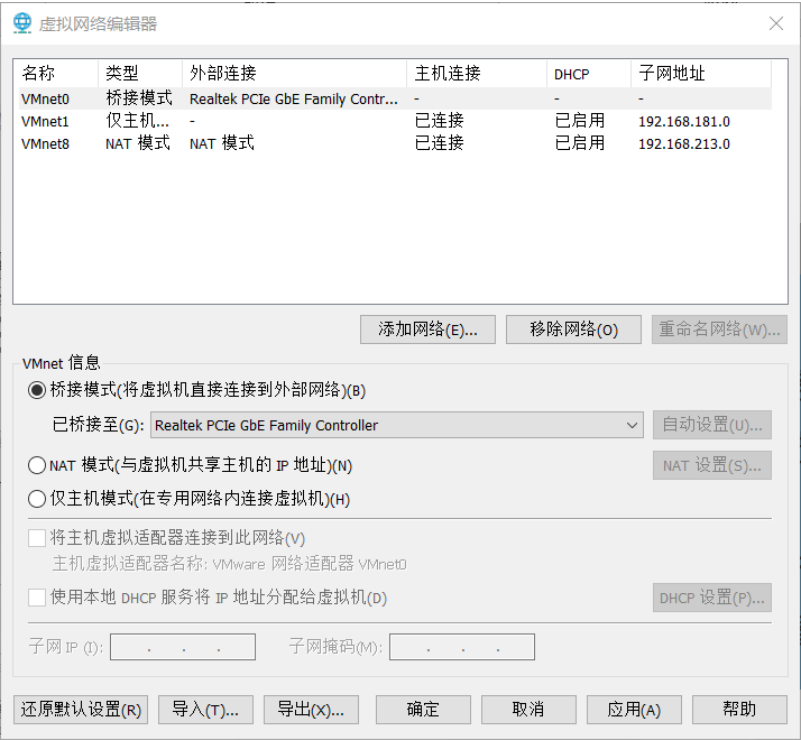 虚拟网络编辑器
名称 类型 外部连接 主机连接 DHCP 子网地址
VMnet0 桥接模式 Realtek PCIe GbE Family Contr... - - -
VMnet1 仅主机... - 已连接 已启用 192.168.181.0
VMnet8 NAT 模式 NAT 模式 已连接 已启用 192.168.213.0
添加网络(E)... 移除网络(O) 重命名网络(W)...
VMnet 信息
桥接模式(将虚拟机直接连接到外部网络)(B)
已桥接至(G): Realtek PCIe GbE Family Controller 自动设置(U)...
NAT 模式(与虚拟机共享主机的 IP 地址)(N) NAT 设置(S)...
仅主机模式(在专用网络内连接虚拟机)(H)
将主机虚拟适配器连接到此网络(V)
主机虚拟适配器名称: VMware 网络适配器 VMnet0
使用本地 DHCP 服务将 IP 地址分配给虚拟机(D) DHCP 设置(P)...
子网 IP (I): . . . 子网掩码(M): . . .
还原默认设置(R) 导入(T)... 导出(X)... 确定 取消 应用(A) 帮助